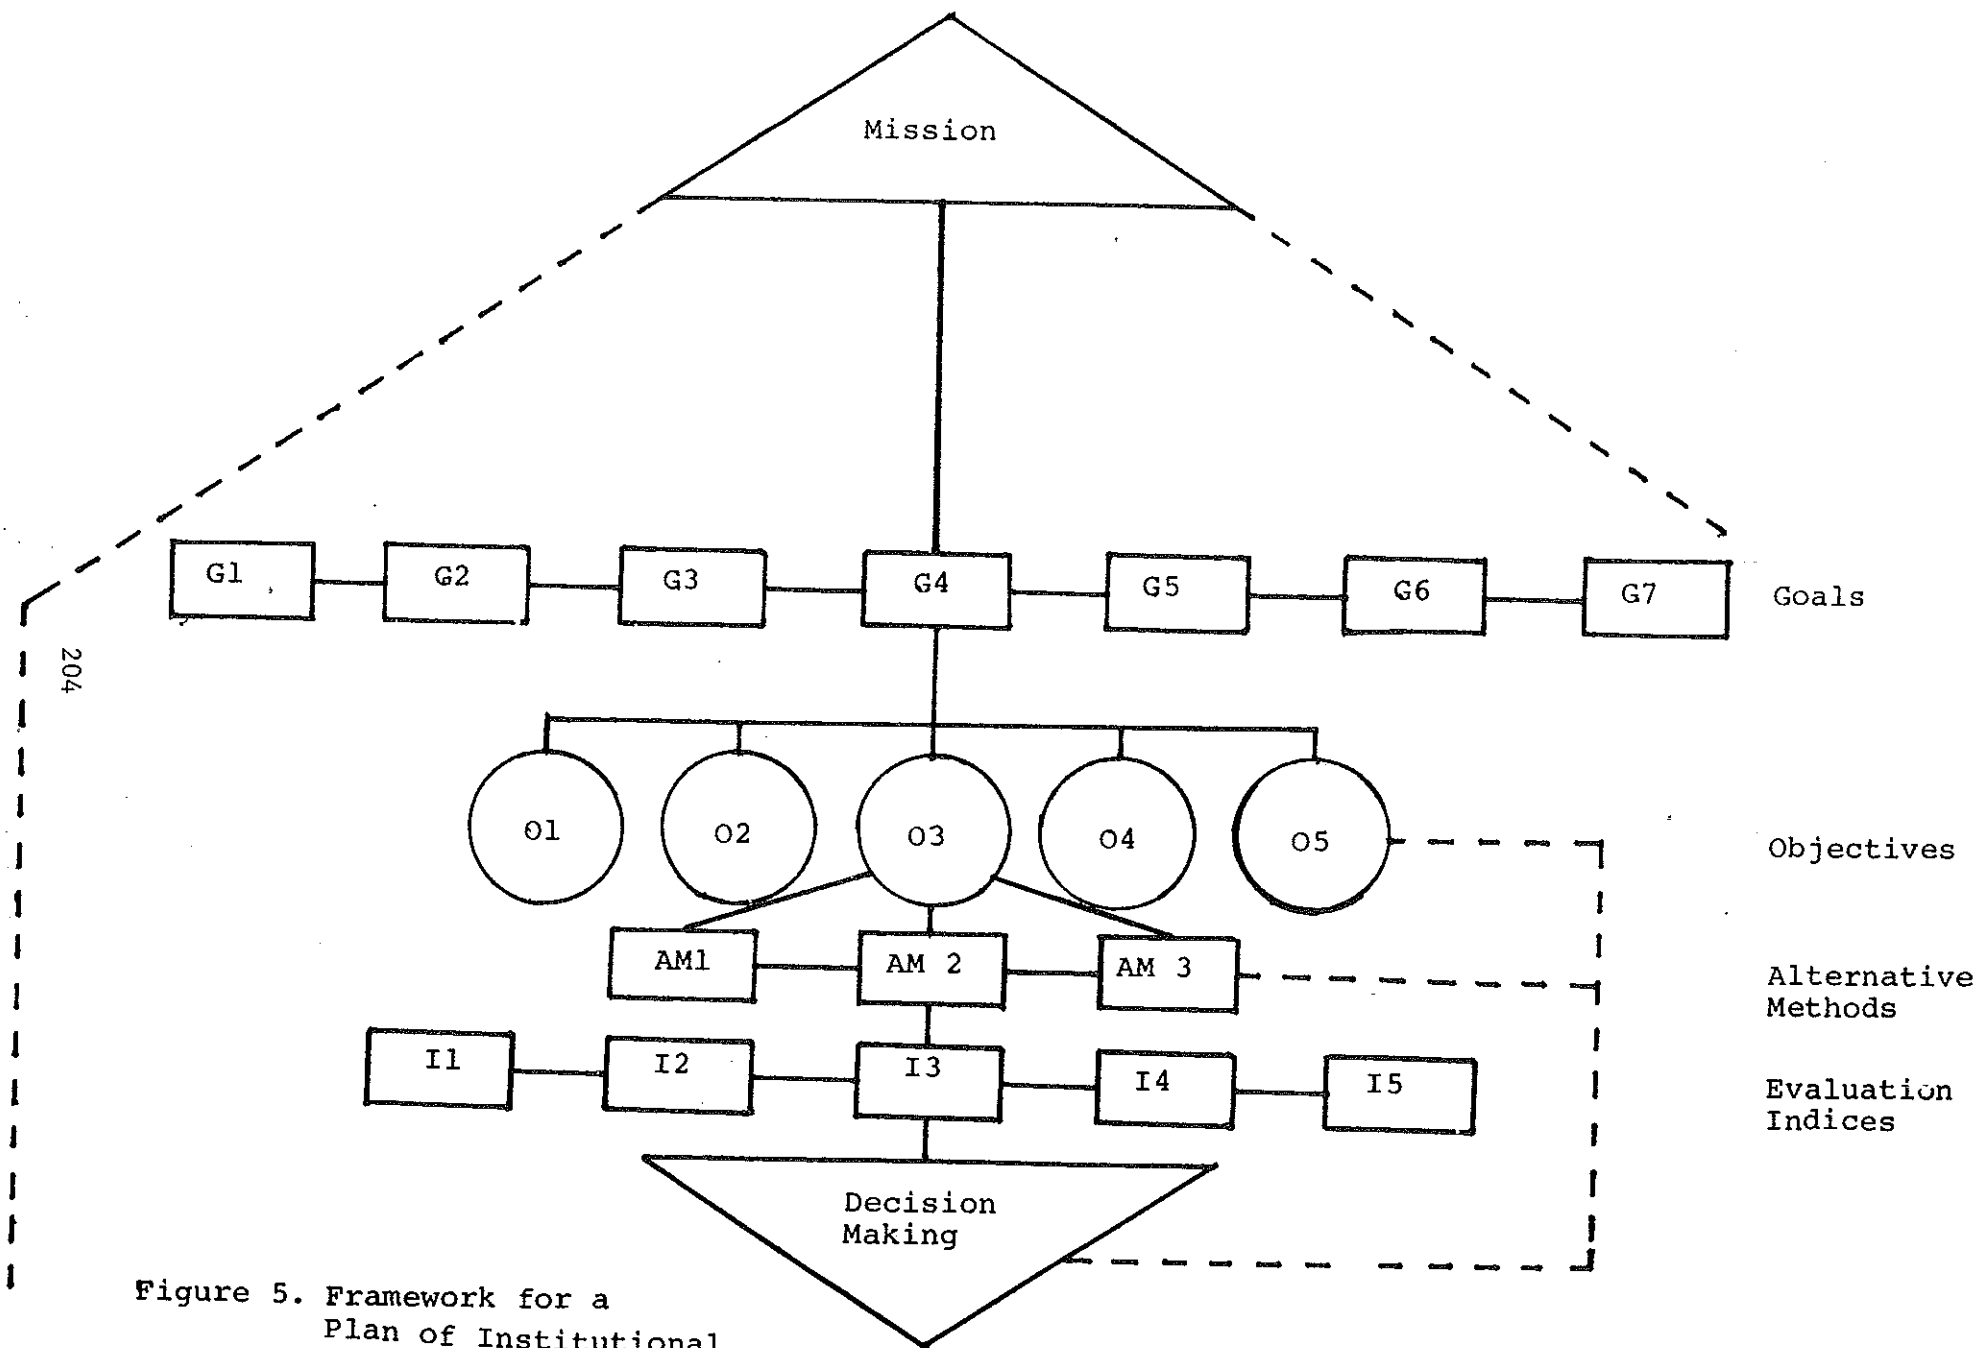 Mission
G1
G2
G3
G4
G5
G6
G7
Goals
204
O1
O2
O3
O4
O5
Objectives
AM1
AM 2
AM 3
Alternative
Methods
I1
I2
I3
I4
I5
Evaluation
Indices
Decision
Making
Figure 5. Framework for a
Plan of Institutional